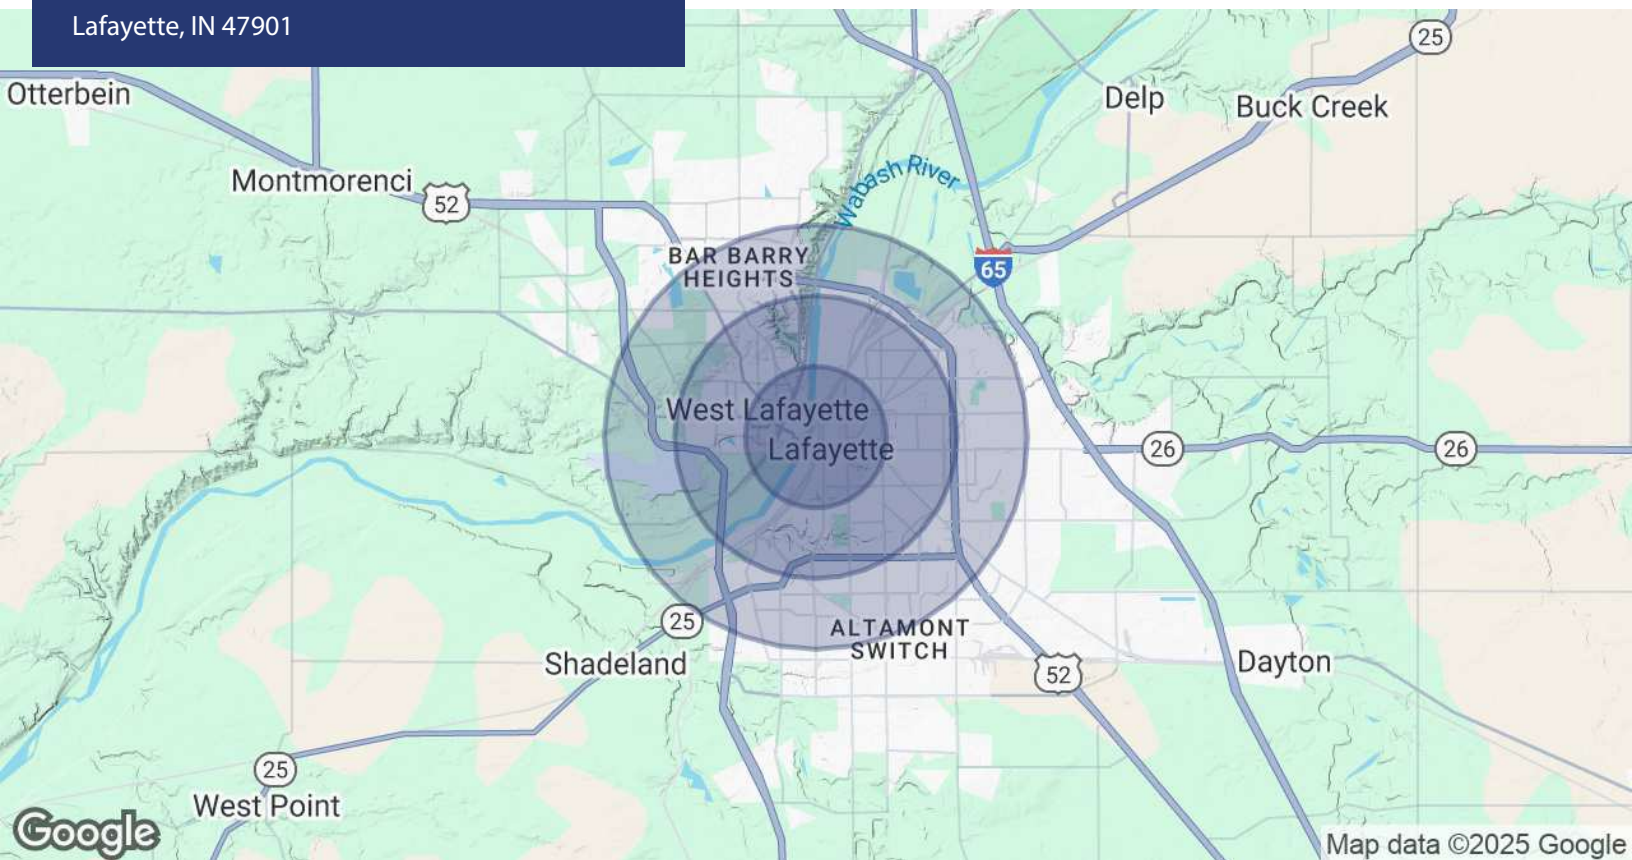 Lafayette, IN 47901
25
Otterbein
Delp
Buck Creek
Montmorenci
52
Wabash River
BAR BARRY
HEIGHTS
65
West Lafayette
Lafayette
26
26
25
ALTAMONT
SWITCH
Shadeland
52
Dayton
25
West Point
Google
Map data ©2025 Google